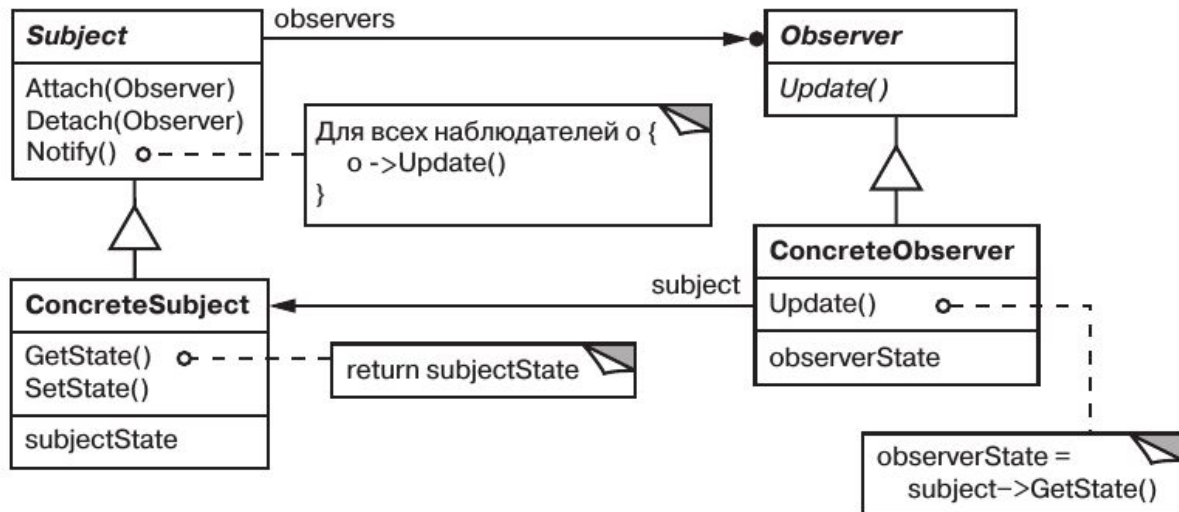 Subject
Attach(Observer)
Detach(Observer)
Notify()
observers
Observer
Update()
Для всех наблюдателей o {
o ->Update()
}
ConcreteSubject
GetState()
SetState()
subjectState
return subjectState
subject
ConcreteObserver
Update()
observerState
observerState =
subject->GetState()